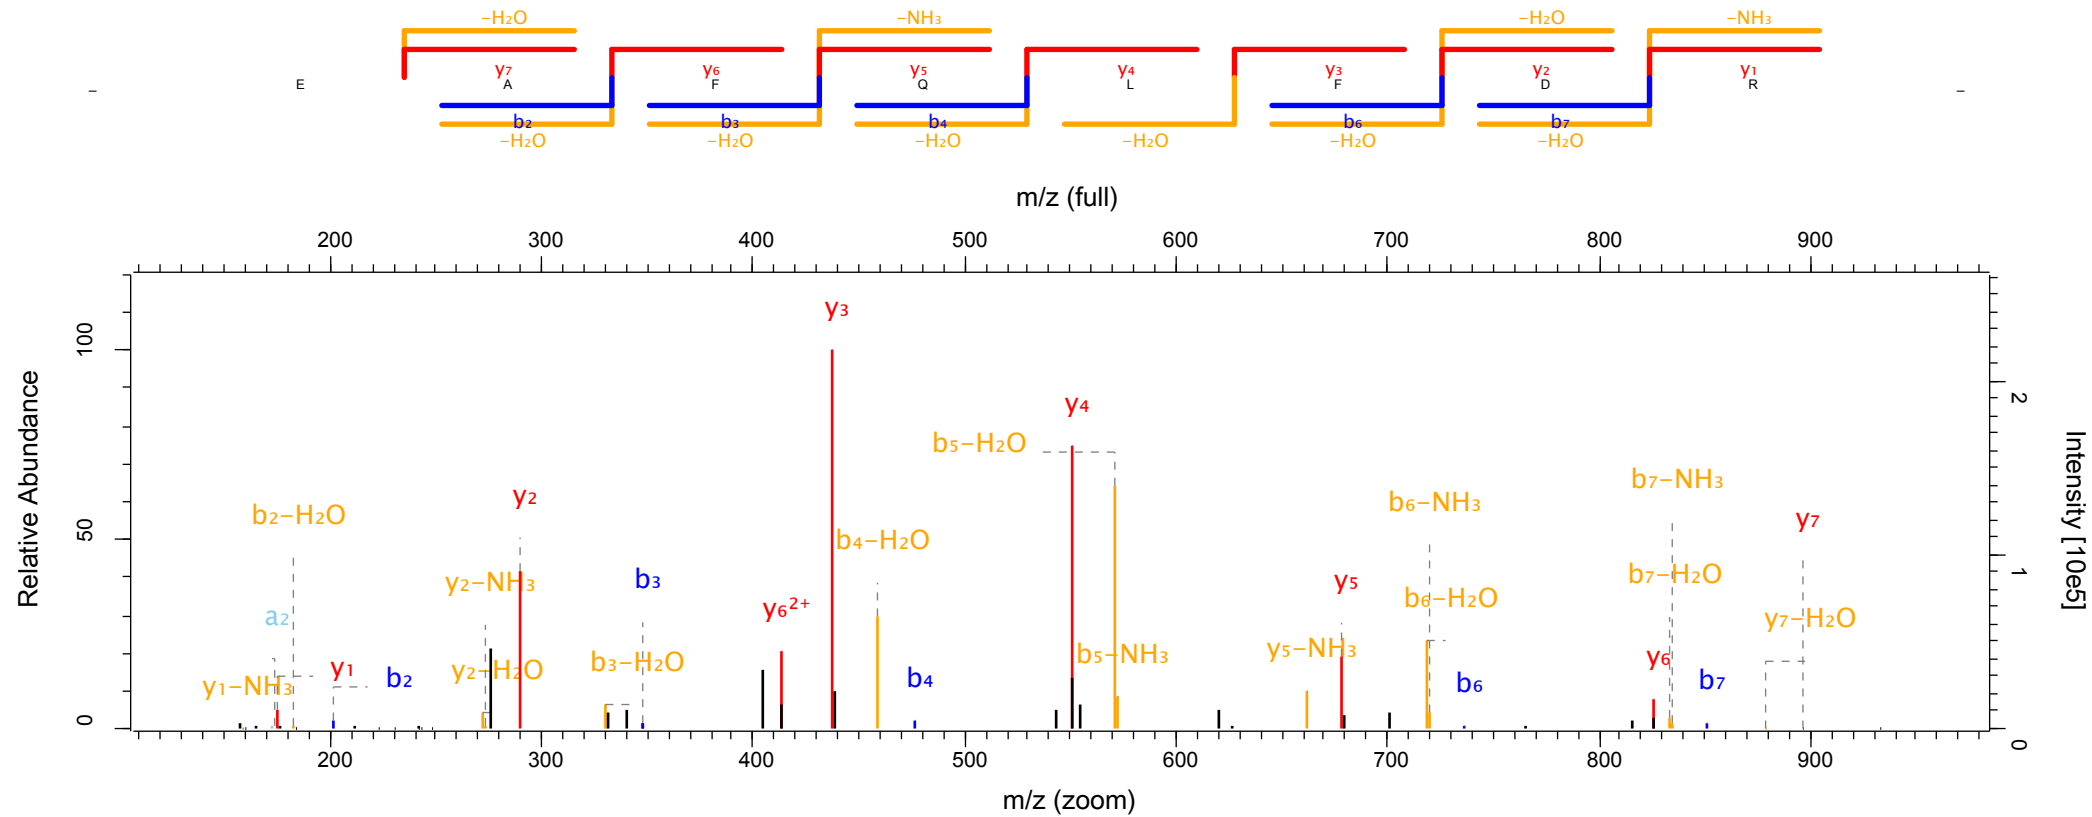 −H₂O −NH₃ −H₂O −NH₃
y₇ y₆ y₅ y₄ y₃ y₂ y₁
– E A F Q L F D R –
b₂ b₃ b₄ b₆ b₇
−H₂O −H₂O −H₂O −H₂O −H₂O −H₂O
m/z (full)
200 300 400 500 600 700 800 900
y₃
100
y₄
2
b₅−H₂O
b₇−NH₃
y₂
b₆−NH₃
b₂−H₂O
y₇
50
b₄−H₂O
y₂−NH₃
b₃
y₅
b₇−H₂O
1
a₂
y₆²⁺
b₆−H₂O
y₇−H₂O
y₁
y₂−H₂O
b₃−H₂O
b₅−NH₃
y₅−NH₃
y₆
y₁−NH₃
b₂
b₄
b₆
b₇
0
0
Relative Abundance
Intensity [10e5]
200 300 400 500 600 700 800 900
m/z (zoom)